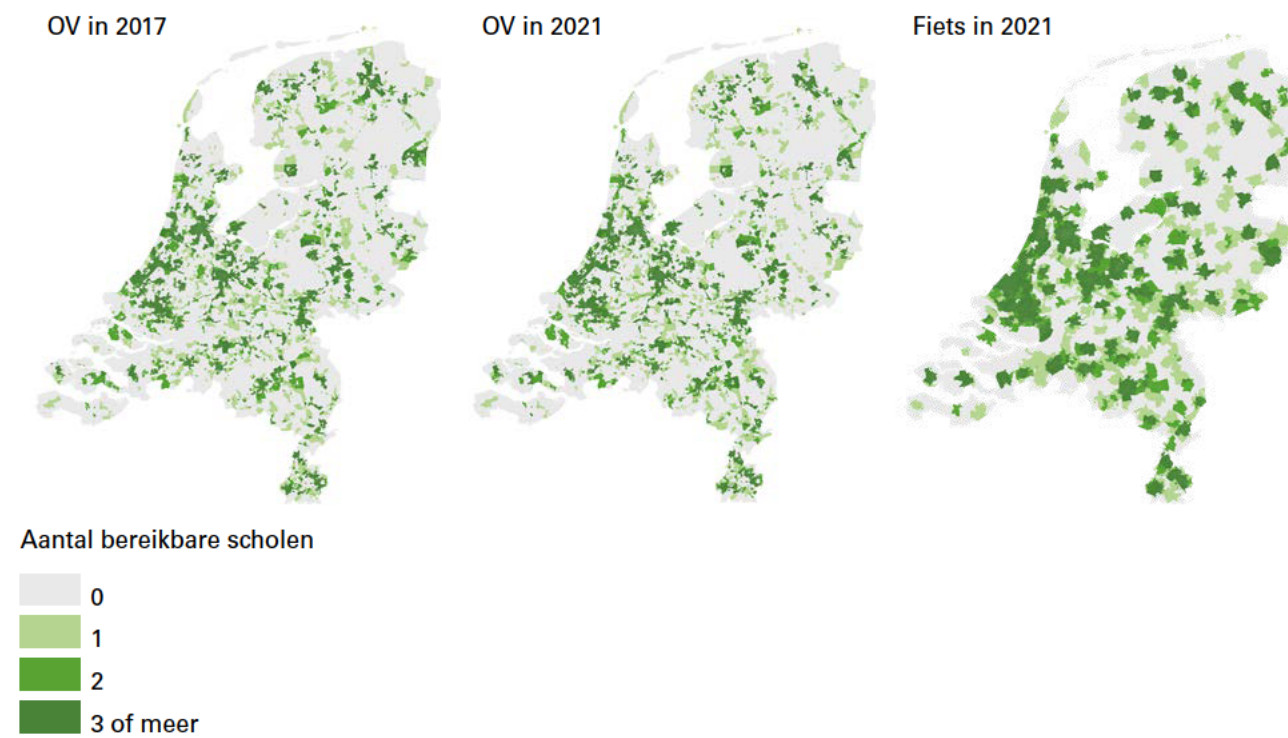 OV in 2017
OV in 2021
Fiets in 2021
Aantal bereikbare scholen
0
1
2
3 of meer